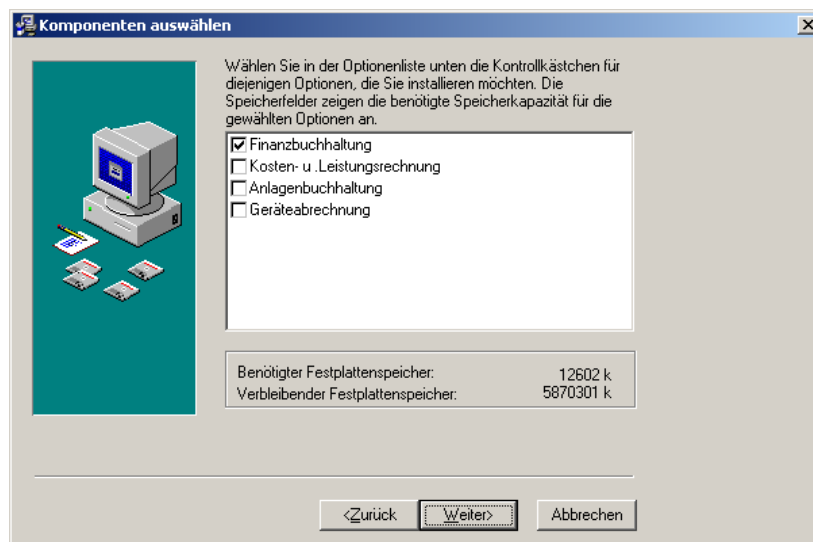 Komponenten auswählen
Wählen Sie in der Optionenliste unten die Kontrollkästchen für
diejenigen Optionen, die Sie installieren möchten. Die
Speicherfelder zeigen die benötigte Speicherkapazität für die
gewählten Optionen an.
Finanzbuchhaltung
Kosten- u .Leistungsrechnung
Anlagenbuchhaltung
Geräteabrechnung
Benötigter Festplattenspeicher: 12602 k
Verbleibender Festplattenspeicher: 5870301 k
<Zurück Weiter> Abbrechen